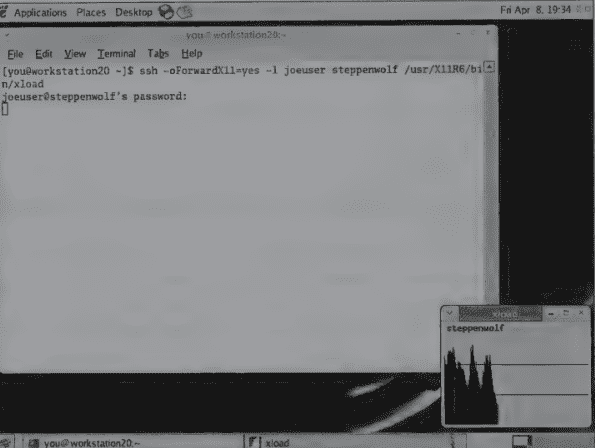 Applications Places Desktop Fri Apr 8, 19:34
you@workstation20:~
File Edit View Terminal Tabs Help
[you@workstation20 ~]$ ssh -oForwardX11=yes -l joeuser steppenwolf /usr/X11R6/bi
n/xload
joeuser@steppenwolf's password:
xload
steppenwolf
you@workstation20:~ xload